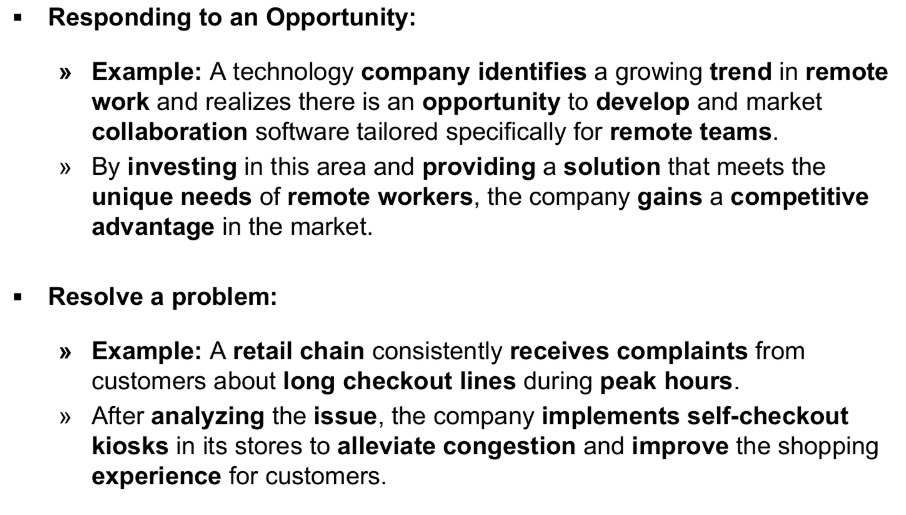 ▪ Responding to an Opportunity:
» Example: A technology company identifies a growing trend in remote
work and realizes there is an opportunity to develop and market
collaboration software tailored specifically for remote teams.
» By investing in this area and providing a solution that meets the
unique needs of remote workers, the company gains a competitive
advantage in the market.
▪ Resolve a problem:
» Example: A retail chain consistently receives complaints from
customers about long checkout lines during peak hours.
» After analyzing the issue, the company implements self-checkout
kiosks in its stores to alleviate congestion and improve the shopping
experience for customers.